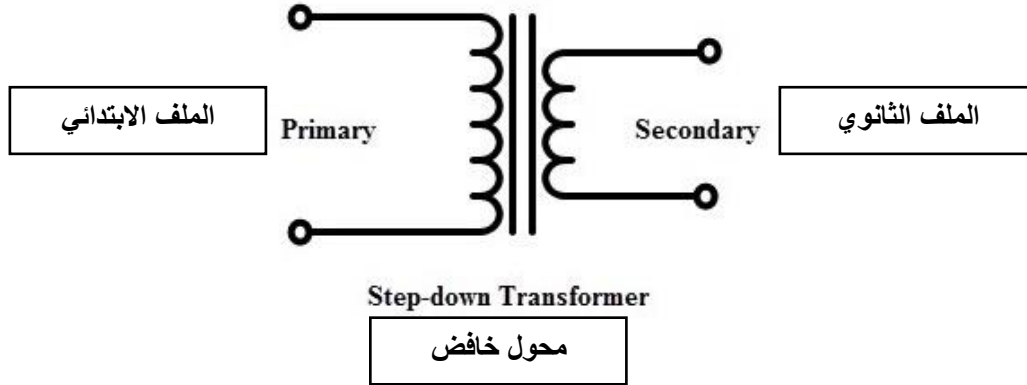 الملف الابتدائي
Primary
Secondary
الملف الثانوي
Step-down Transformer
محول خافض